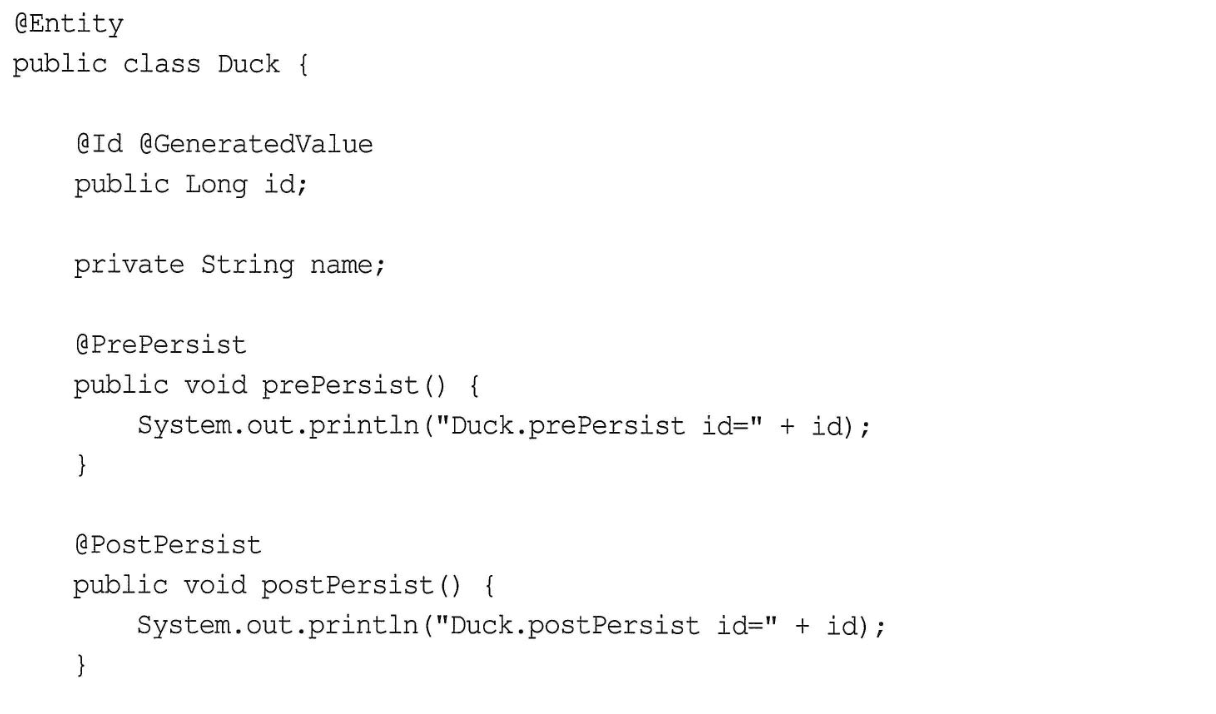 @Entity
public class Duck {
@Id @GeneratedValue
public Long id;
private String name;
@PrePersist
public void prePersist() {
System.out.println("Duck.prePersist id=" + id);
}
@PostPersist
public void postPersist() {
System.out.println("Duck.postPersist id=" + id);
}